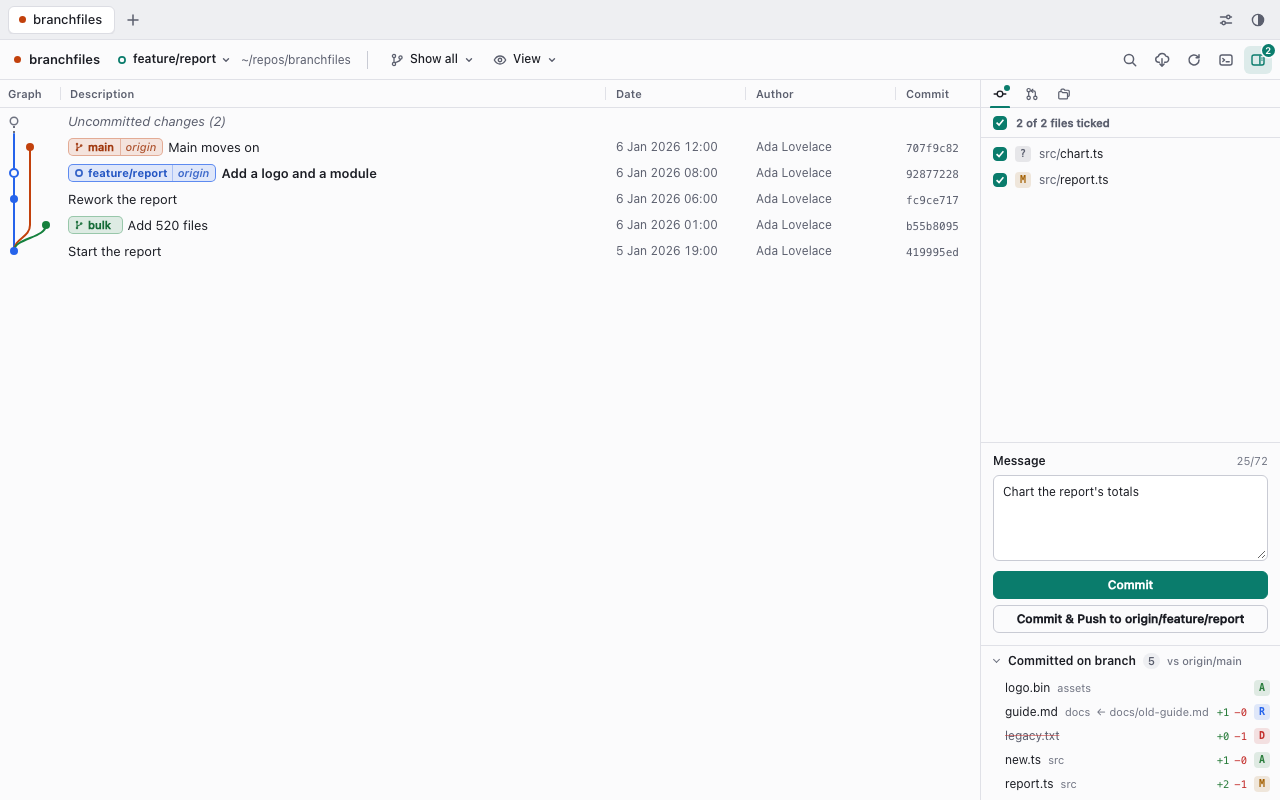 branchfiles
branchfiles feature/report ~/repos/branchfiles Show all View 2
Graph Description Date Author Commit
Uncommitted changes (2)
main origin Main moves on 6 Jan 2026 12:00 Ada Lovelace 707f9c82
feature/report origin Add a logo and a module 6 Jan 2026 08:00 Ada Lovelace 92877228
Rework the report 6 Jan 2026 06:00 Ada Lovelace fc9ce717
bulk Add 520 files 6 Jan 2026 01:00 Ada Lovelace b55b8095
Start the report 5 Jan 2026 19:00 Ada Lovelace 419995ed
2 of 2 files ticked
? src/chart.ts
M src/report.ts
Message 25/72
Chart the report's totals
Commit
Commit & Push to origin/feature/report
Committed on branch 5 vs origin/main
logo.bin assets A
guide.md docs ← docs/old-guide.md +1 −0 R
legacy.txt +0 −1 D
new.ts src +1 −0 A
report.ts src +2 −1 M